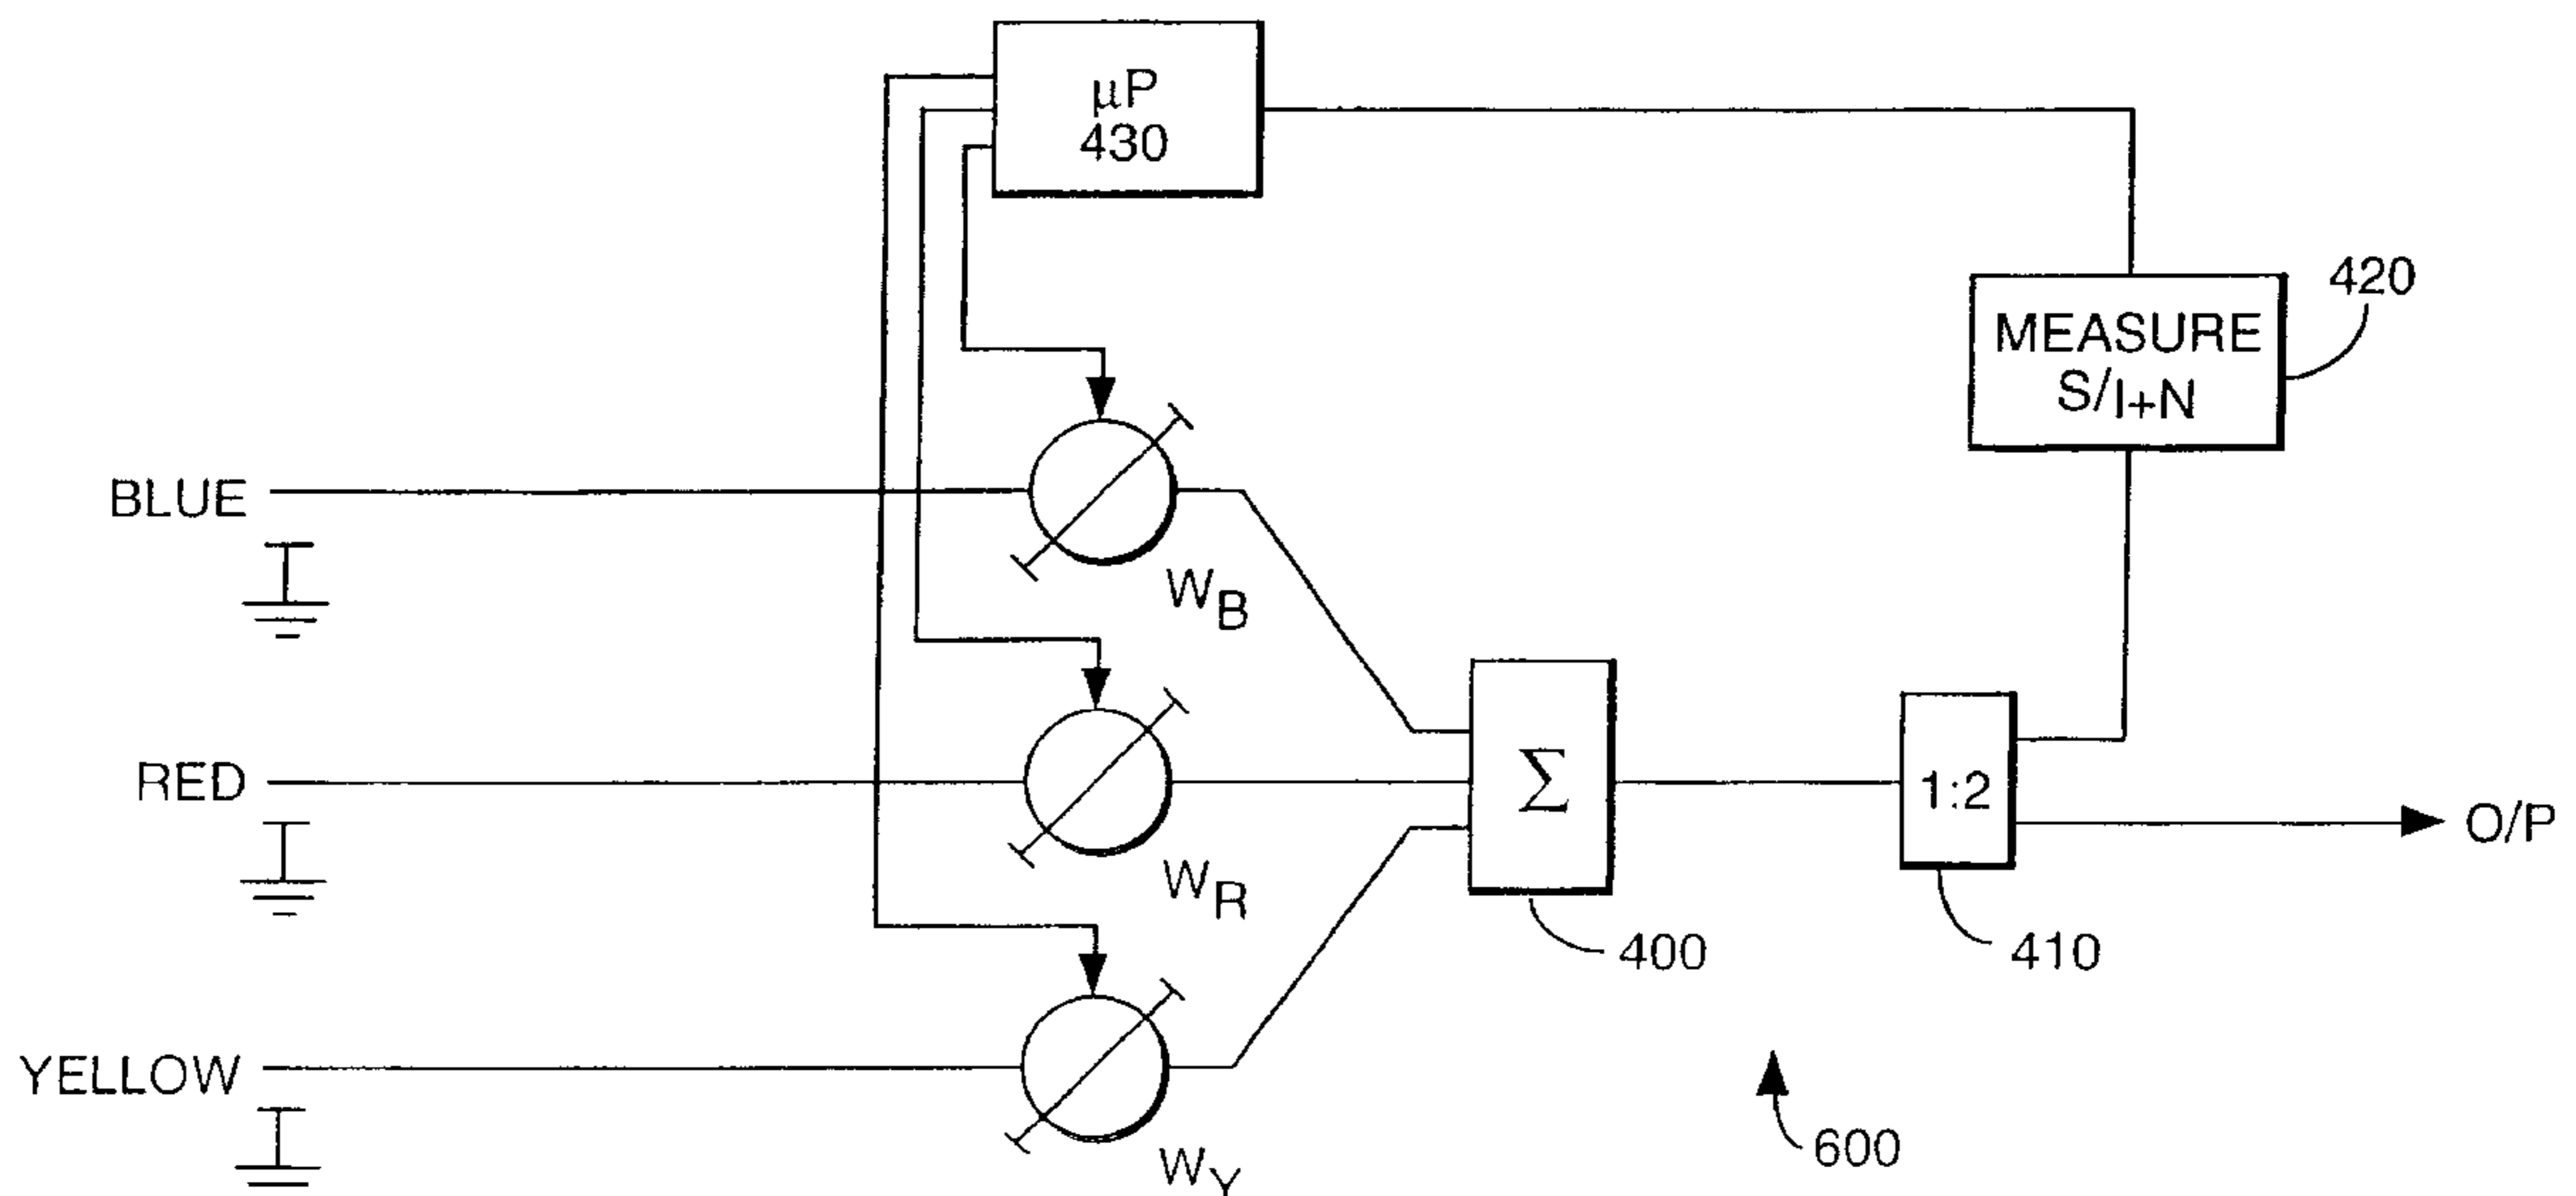 μP
430
420
MEASURE
S/I+N
BLUE
W_B
RED
Σ
1:2
O/P
W_R
400
410
YELLOW
W_Y
600